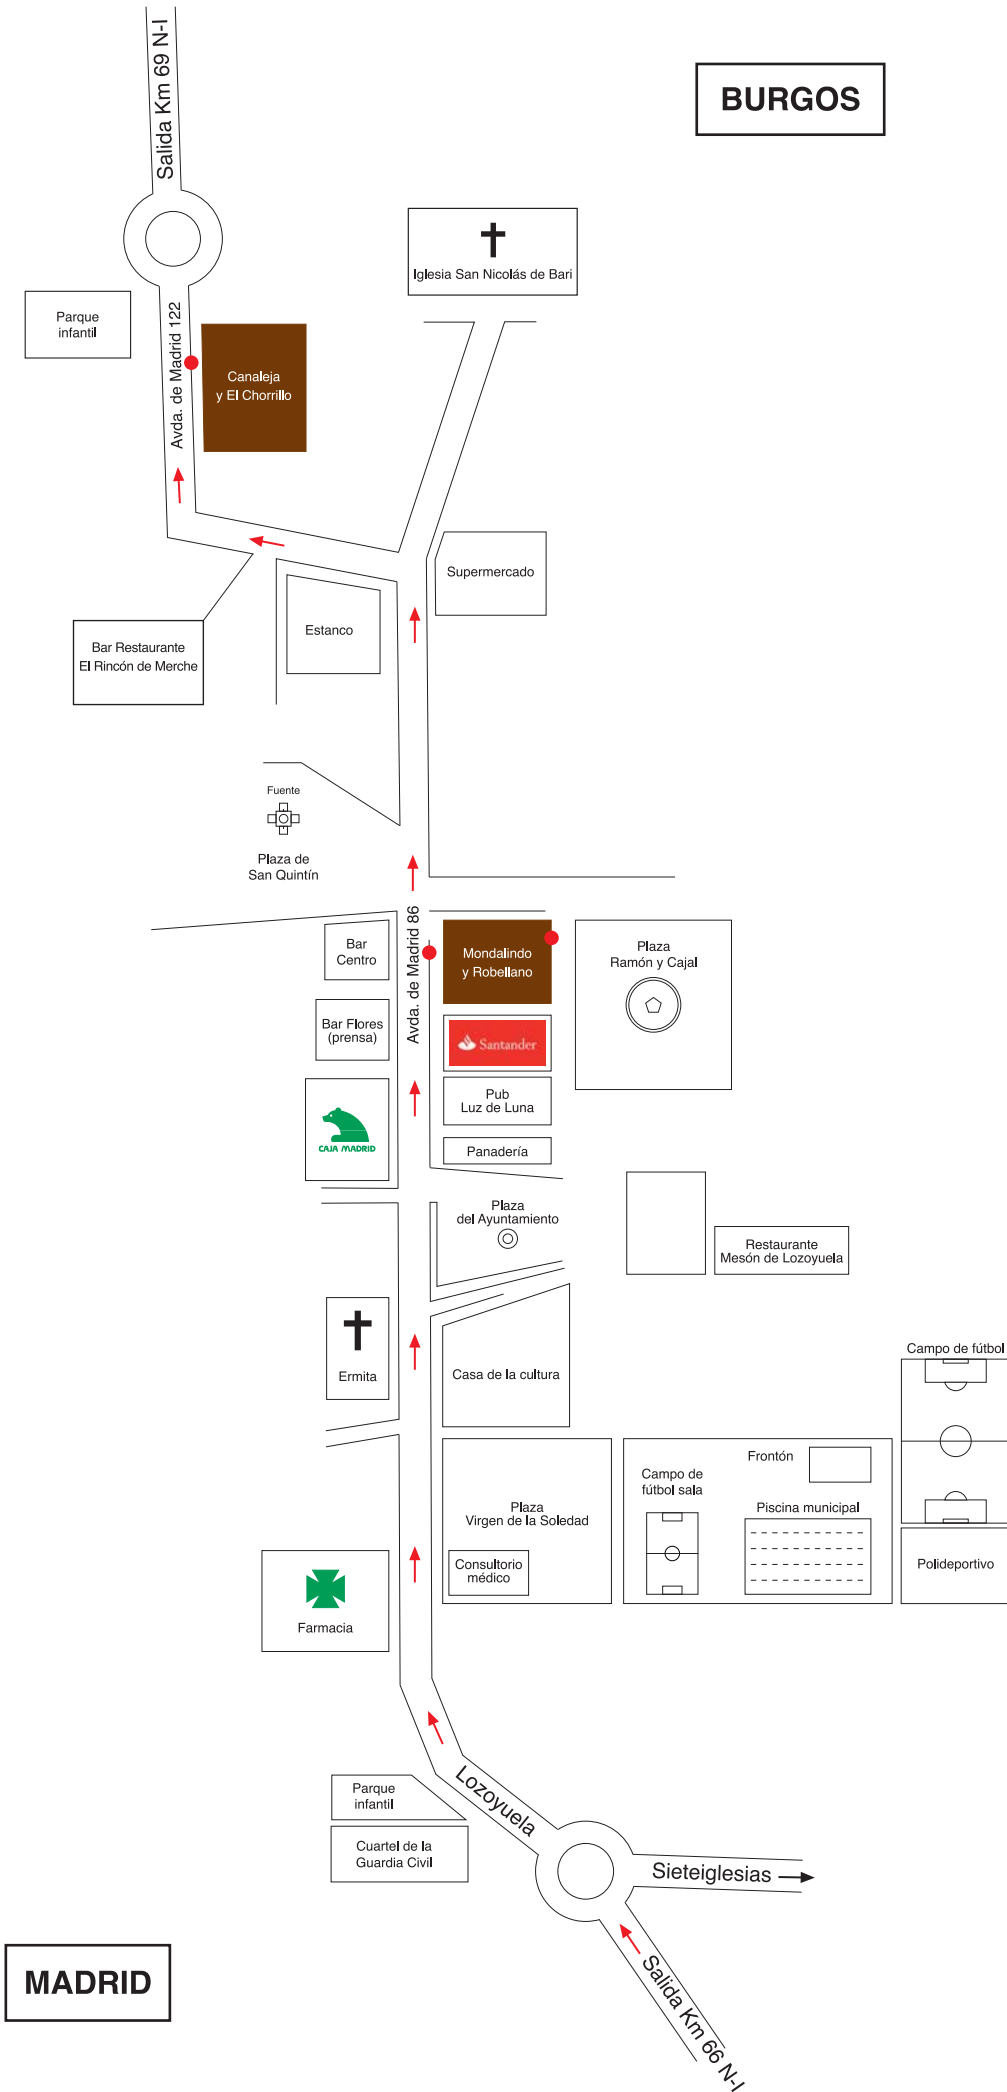 Salida Km 69 N-I
BURGOS
Iglesia San Nicolás de Bari
Parque
infantil
Avda. de Madrid 122
Canaleja
y El Chorrillo
Supermercado
Estanco
Bar Restaurante
El Rincón de Merche
Fuente
Plaza de
San Quintín
Avda. de Madrid 86
Bar
Centro
Mondalindo
y Robellano
Plaza
Ramón y Cajal
Bar Flores
(prensa)
Santander
Pub
Luz de Luna
CAJA MADRID
Panadería
Plaza
del Ayuntamiento
Restaurante
Mesón de Lozoyuela
Ermita
Casa de la cultura
Campo de fútbol
Plaza
Virgen de la Soledad
Consultorio
médico
Campo de
fútbol sala
Frontón
Piscina municipal
Polideportivo
Farmacia
Parque
infantil
Cuartel de la
Guardia Civil
Lozoyuela
Sieteiglesias
Salida Km 66 N-I
MADRID